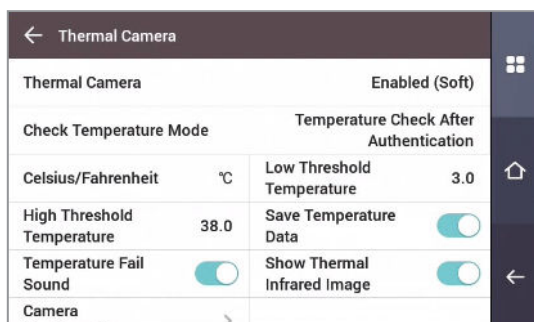 Thermal Camera
Thermal Camera Enabled (Soft)
Check Temperature Mode Temperature Check After
Authentication
Celsius/Fahrenheit °C
Low Threshold
Temperature 3.0
High Threshold
Temperature 38.0
Save Temperature
Data
Temperature Fail
Sound
Show Thermal
Infrared Image
Camera